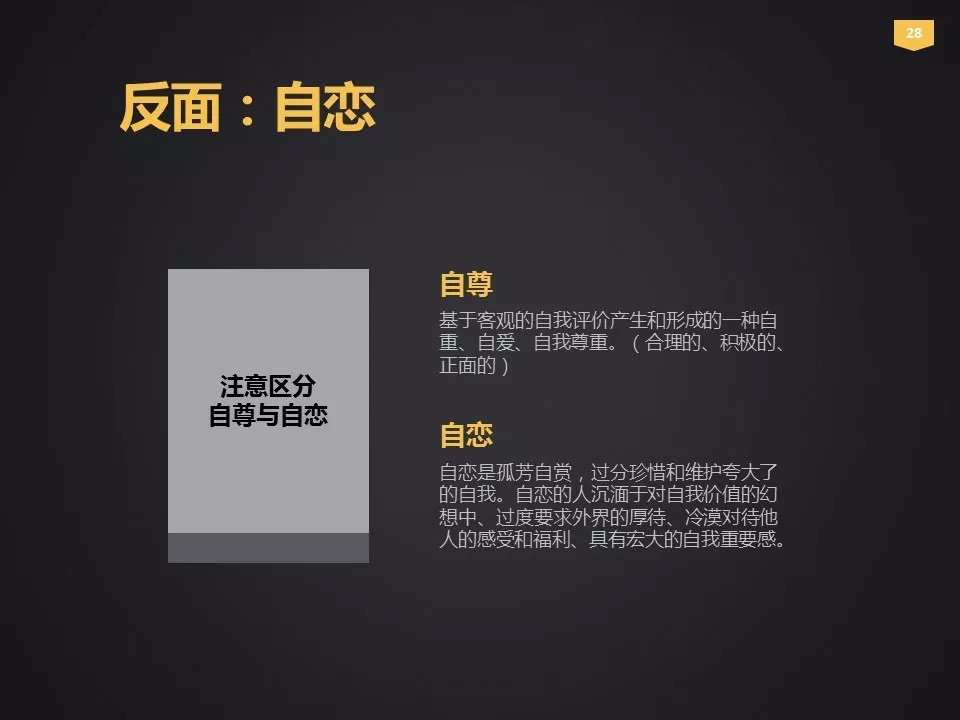 28
反面：自恋
注意区分
自尊与自恋
自尊
基于客观的自我评价产生和形成的一种自
重、自爱、自我尊重。（合理的、积极的、
正面的）
自恋
自恋是孤芳自赏，过分珍惜和维护夸大了
的自我。自恋的人沉湎于对自我价值的幻
想中、过度要求外界的厚待、冷漠对待他
人的感受和福利、具有宏大的自我重要感。